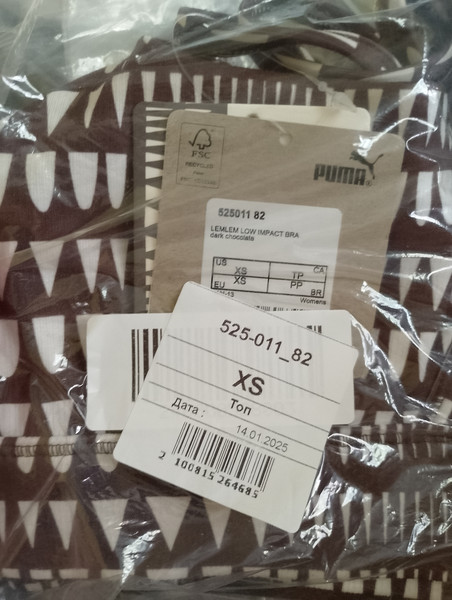 FSC
RECYCLED
PUMA
525011 82
LEMLEM LOW IMPACT BRA
dark chocolate
US XS TP CA
EU XS PP BR
Womens
525-011_82
XS
Топ
Дата : 14.01.2025
2 100815 264685